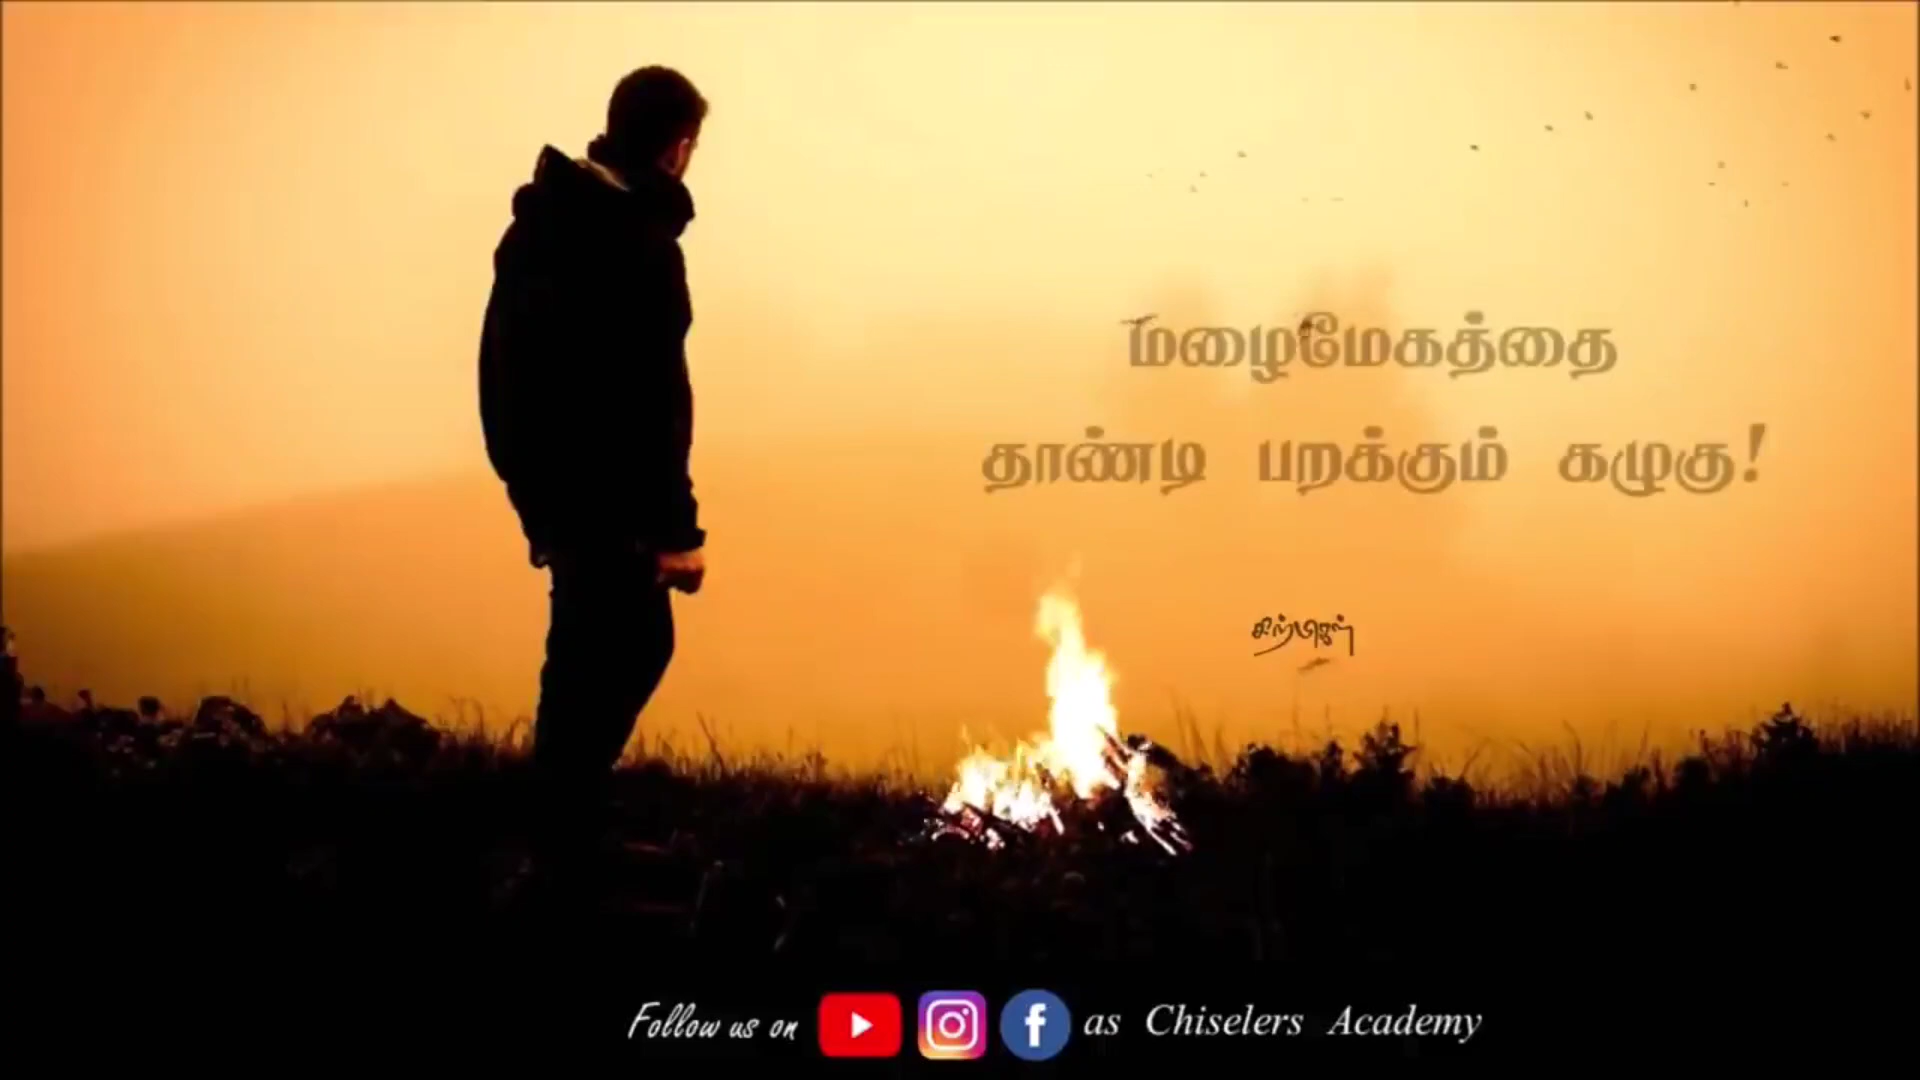 மழைமேகத்தை
தாண்டி பறக்கும் கழுகு!
Follow us on as Chiselers Academy